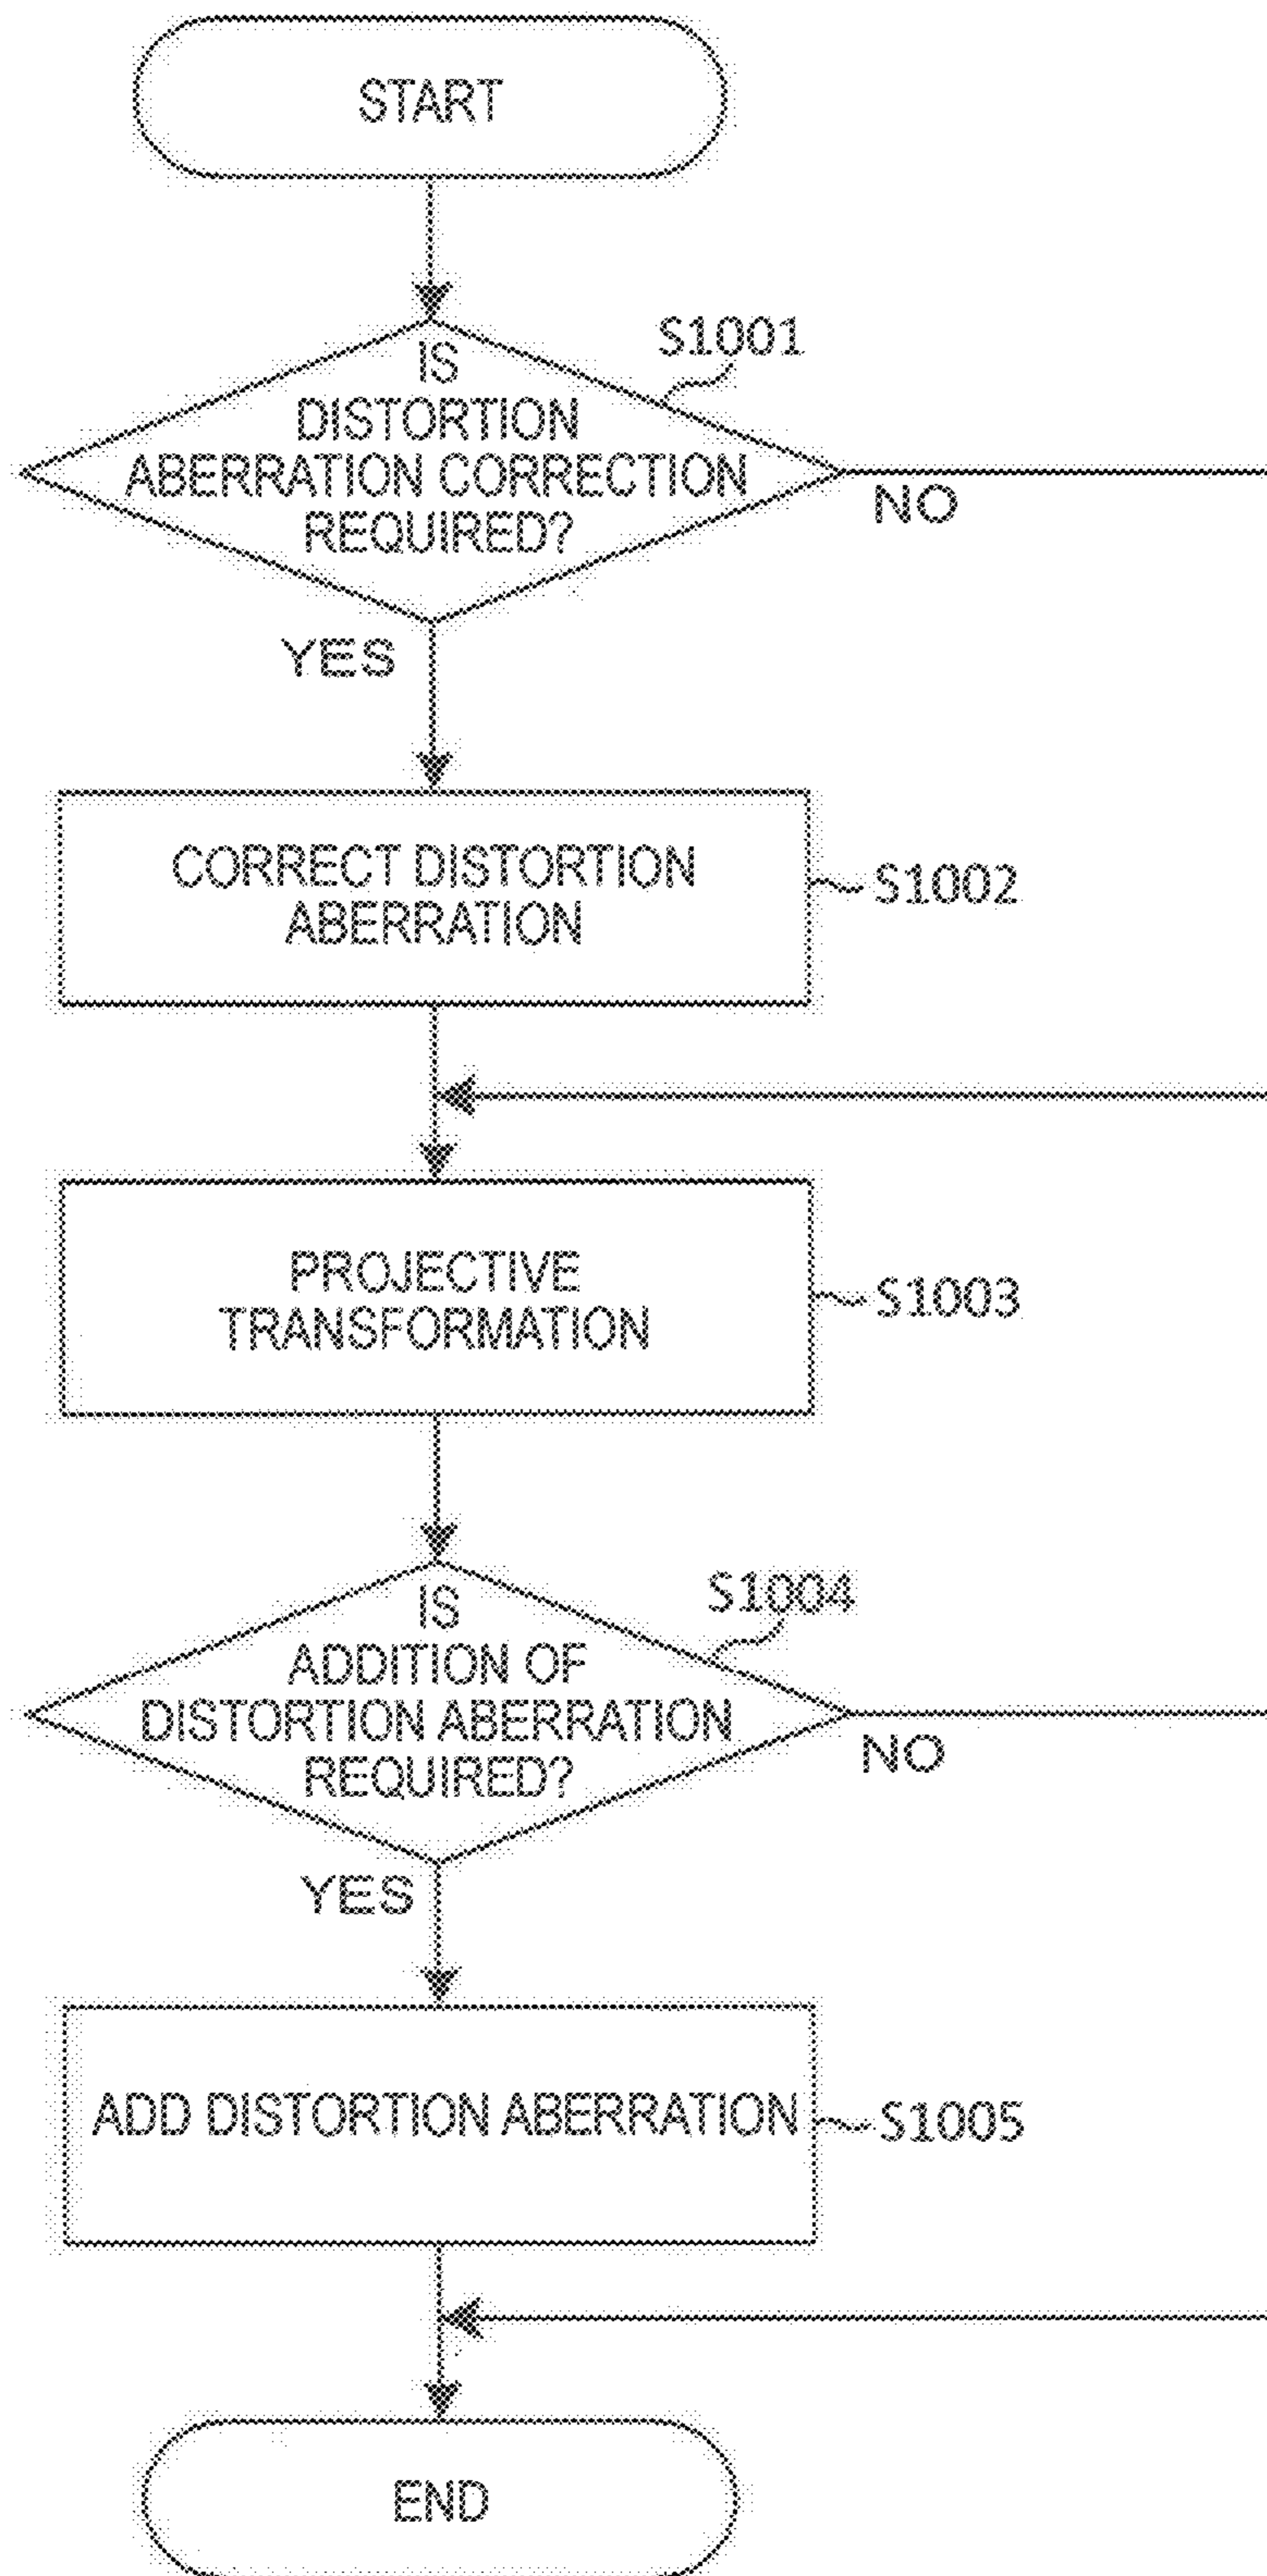 START
S1001
IS
DISTORTION
ABERRATION CORRECTION
REQUIRED?
NO
YES
CORRECT DISTORTION
ABERRATION
S1002
PROJECTIVE
TRANSFORMATION
S1003
S1004
IS
ADDITION OF
DISTORTION ABERRATION
REQUIRED?
NO
YES
ADD DISTORTION ABERRATION
S1005
END